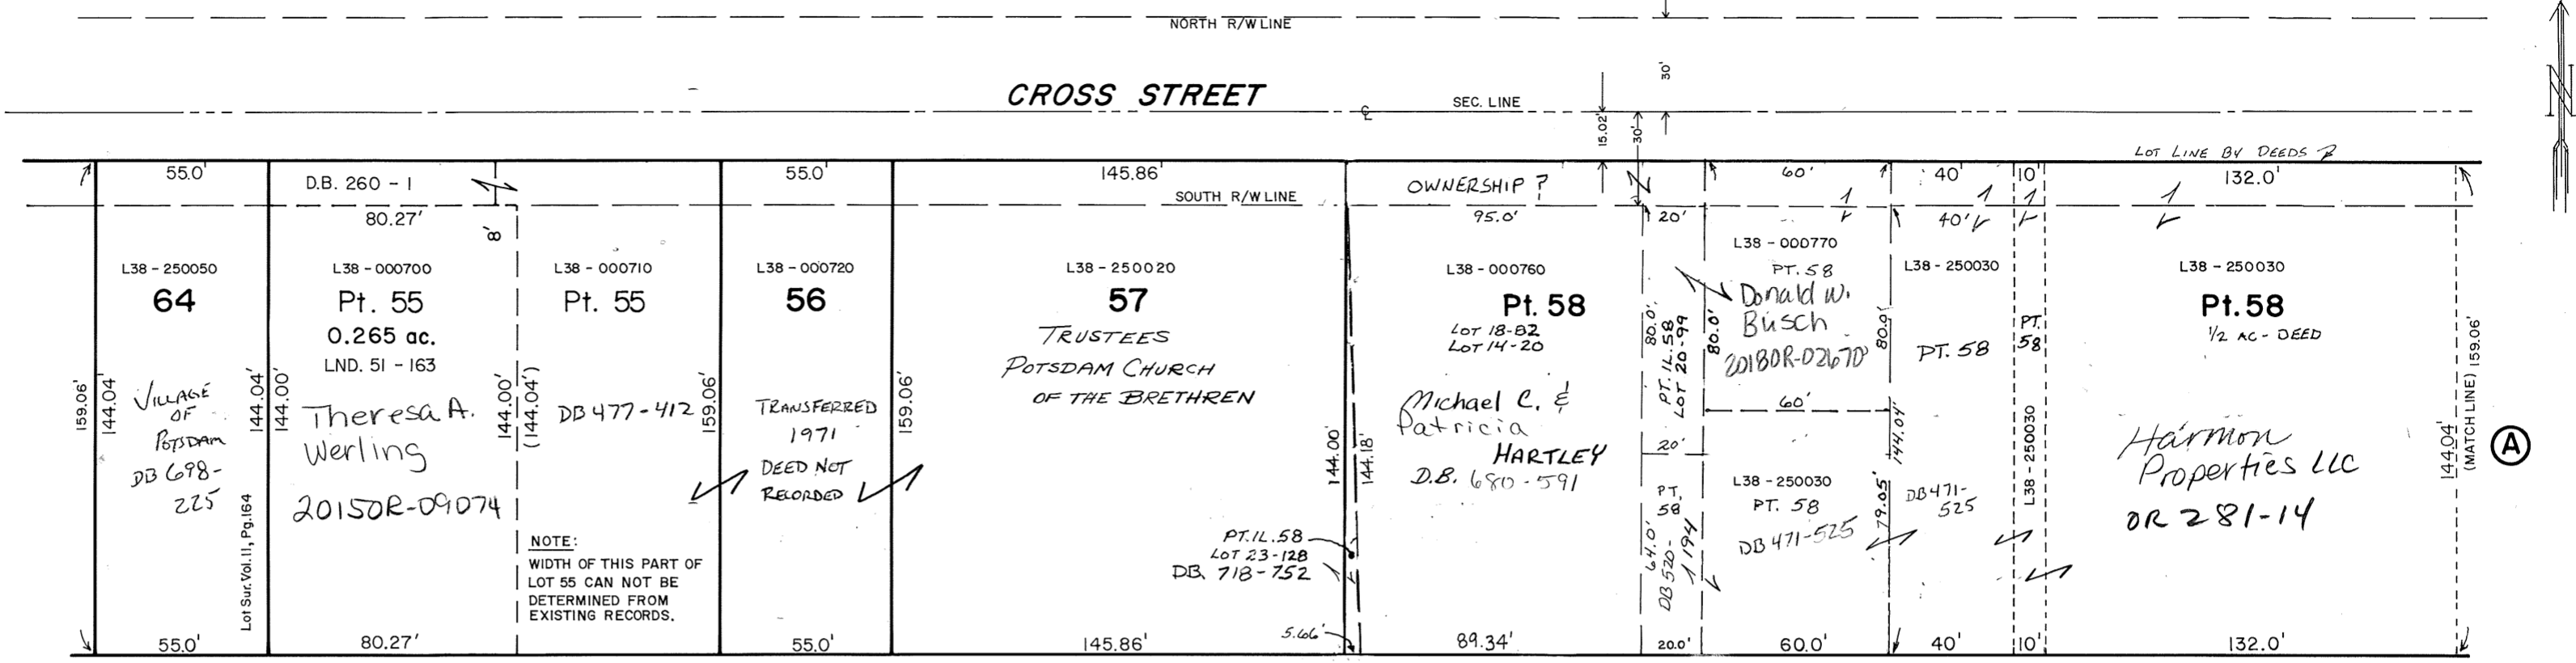 NORTH R/W LINE
CROSS STREET
SEC. LINE
30'
15.02'
30'
N
LOT LINE BY DEEDS
55.0'
D.B. 260 - 1
55.0'
145.86'
OWNERSHIP ?
60'
40'
10'
132.0'
SOUTH R/W LINE
80.27'
8'
95.0'
20'
40'
L38 - 250050
64
159.06'
144.04'
VILLAGE
OF
POTSDAM
DB 698-
225
144.04'
Lot Sur. Vol. 11, Pg. 164
55.0'
L38 - 000700
Pt. 55
0.265 ac.
LND. 51 - 163
144.00'
Theresa A.
Werling
2015OR-09074
144.00'
(144.04')
80.27'
L38 - 000710
Pt. 55
DB 477-412
159.06'
NOTE:
WIDTH OF THIS PART OF
LOT 55 CAN NOT BE
DETERMINED FROM
EXISTING RECORDS.
L38 - 000720
56
TRANSFERRED
1971
DEED NOT
RECORDED
159.06'
55.0'
L38 - 250020
57
TRUSTEES
POTSDAM CHURCH
OF THE BRETHREN
144.00'
144.18'
PT. IL. 58
LOT 23-128
DB. 718-752
145.86'
5.66'
L38 - 000760
Pt. 58
LOT 18-82
LOT 14-20
Michael C. &
Patricia
HARTLEY
D.B. 680-591
89.34'
80.0'
PT. IL. 58
LOT 20-99
20'
PT.
58
64.0'
DB 520-
194
20.0'
L38 - 000770
PT. 58
Donald W.
Busch
2018OR-02670
80.0'
80.0'
60'
L38 - 250030
PT. 58
DB 471-525
144.04'
79.05'
60.0'
L38 - 250030
PT. 58
DB 471-
525
40'
PT.
58
L38 - 250030
10'
L38 - 250030
Pt. 58
1/2 AC - DEED
Harmon
Properties LLC
OR 281-14
132.0'
144.04'
(MATCH LINE) 159.06'
A